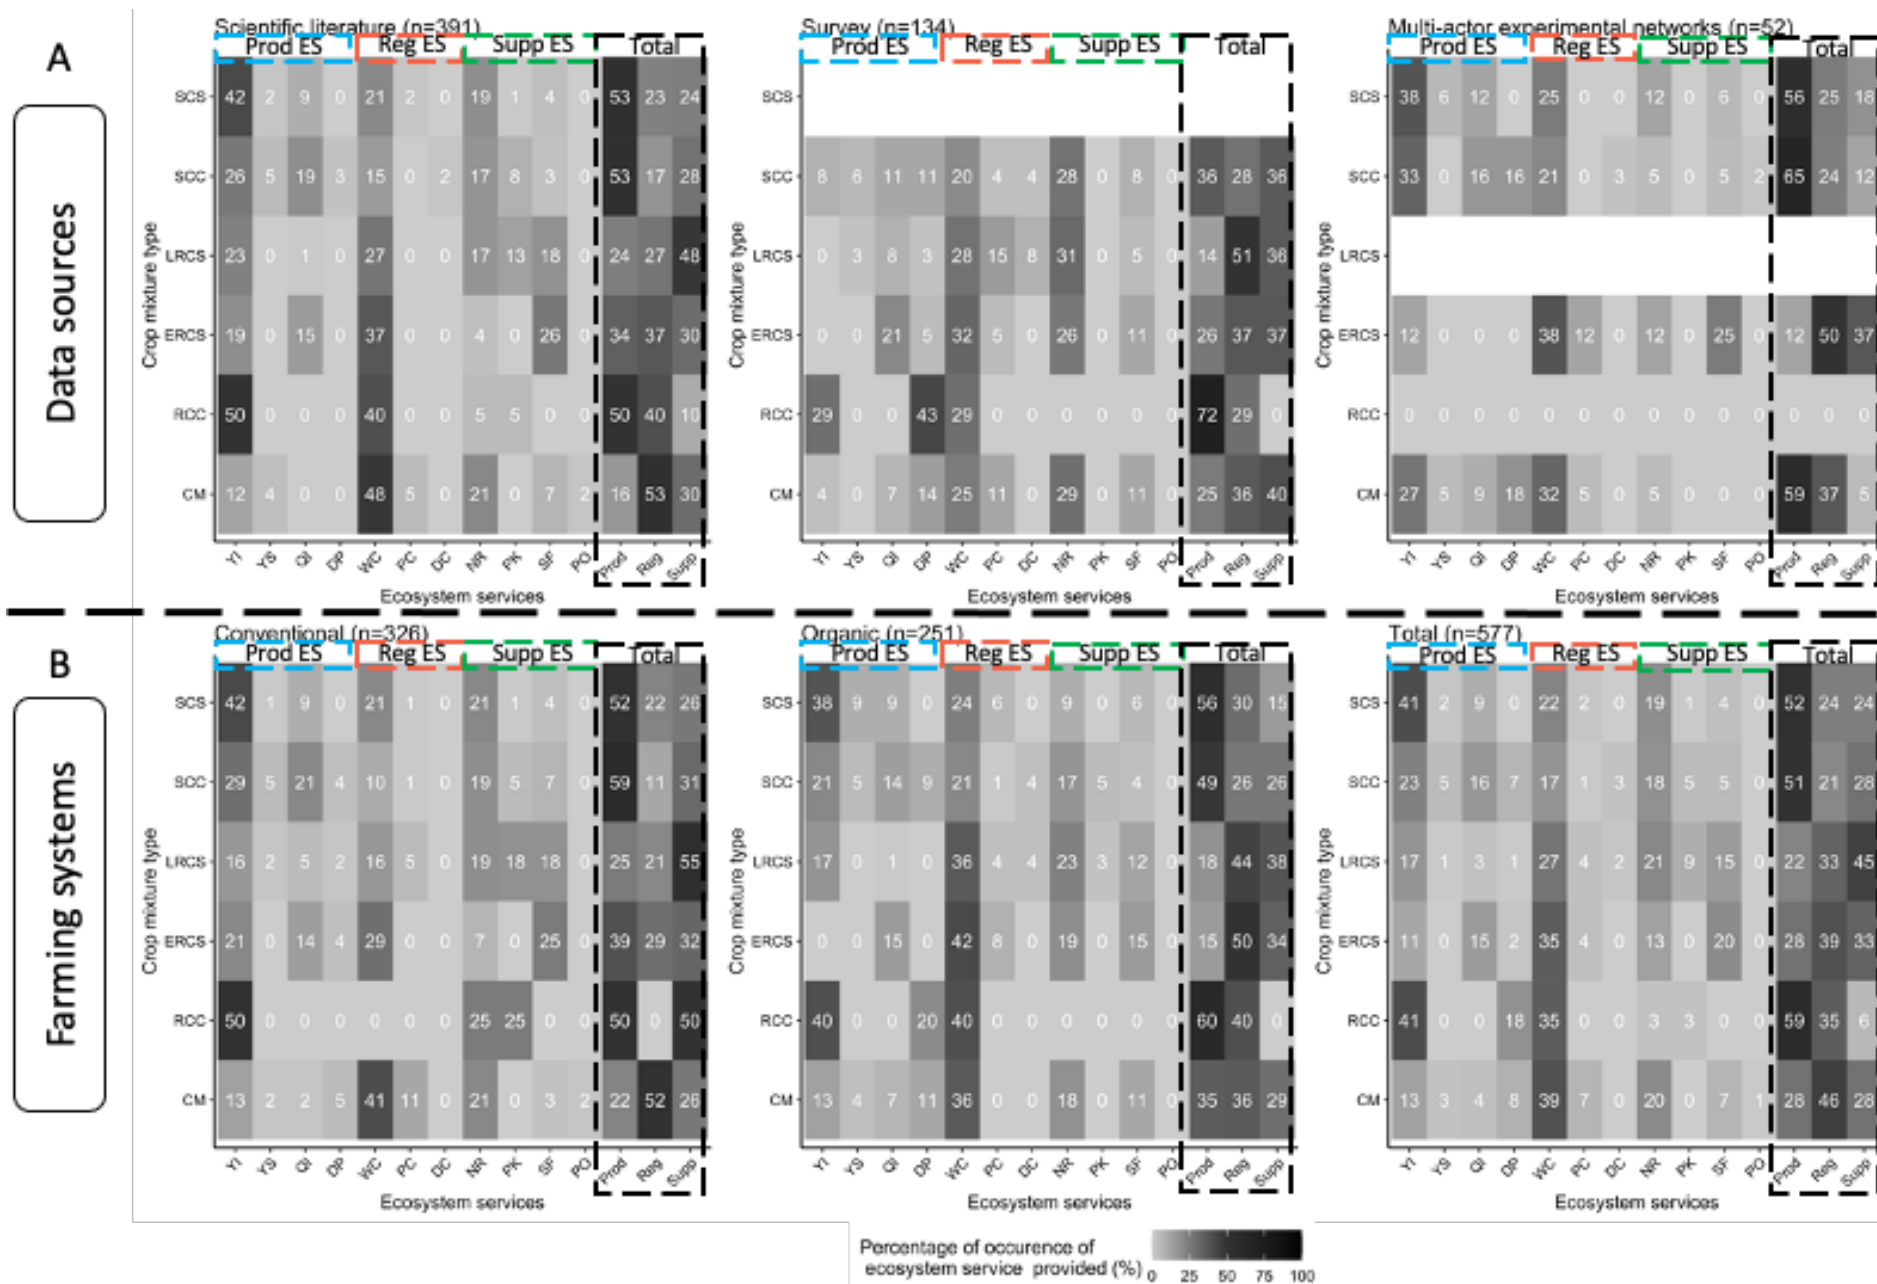 A
Data sources
Scientific literature (n=391)
Prod ES Reg ES Supp ES Total
Crop mixture type
SCS 42 2 9 0 21 2 0 19 1 4 0 53 23 24
SCC 26 5 19 3 15 0 2 17 8 3 0 53 17 28
LRCS 23 0 1 0 27 0 0 17 13 18 0 24 27 48
ERCS 19 0 15 0 37 0 0 4 0 26 0 34 37 30
RCC 50 0 0 0 40 0 0 5 5 0 0 50 40 10
CM 12 4 0 0 48 5 0 21 0 7 2 16 53 30
YI YS QI DP WC PC DC NR PK SF PO Prod Reg Supp
Ecosystem services
Survey (n=134)
Prod ES Reg ES Supp ES Total
Crop mixture type
SCS
SCC 8 6 11 11 20 4 4 28 0 8 0 36 28 36
LRCS 0 3 8 3 28 15 8 31 0 5 0 14 51 36
ERCS 0 0 21 5 32 5 0 26 0 11 0 26 37 37
RCC 29 0 0 43 29 0 0 0 0 0 0 72 29 0
CM 4 0 7 14 25 11 0 29 0 11 0 25 36 40
YI YS QI DP WC PC DC NR PK SF PO Prod Reg Supp
Ecosystem services
Multi-actor experimental networks (n=52)
Prod ES Reg ES Supp ES Total
Crop mixture type
SCS 38 6 12 0 25 0 0 12 0 6 0 56 25 18
SCC 33 0 16 16 21 0 3 5 0 5 2 65 24 12
LRCS
ERCS 12 0 0 0 38 12 0 12 0 25 0 12 50 37
RCC 0 0 0 0 0 0 0 0 0 0 0 0 0 0
CM 27 5 9 18 32 5 0 5 0 0 0 59 37 5
YI YS QI DP WC PC DC NR PK SF PO Prod Reg Supp
Ecosystem services
B
Farming systems
Conventional (n=326)
Prod ES Reg ES Supp ES Total
Crop mixture type
SCS 42 1 9 0 21 1 0 21 1 4 0 52 22 26
SCC 29 5 21 4 10 1 0 19 5 7 0 59 11 31
LRCS 16 2 5 2 16 5 0 19 18 18 0 25 21 55
ERCS 21 0 14 4 29 0 0 7 0 25 0 39 29 32
RCC 50 0 0 0 0 0 0 25 25 0 0 50 0 50
CM 13 2 2 5 41 11 0 21 0 3 2 22 52 26
YI YS QI DP WC PC DC NR PK SF PO Prod Reg Supp
Ecosystem services
Organic (n=251)
Prod ES Reg ES Supp ES Total
Crop mixture type
SCS 38 9 9 0 24 6 0 9 0 6 0 56 30 15
SCC 21 5 14 9 21 1 4 17 5 4 0 49 26 26
LRCS 17 0 1 0 36 4 4 23 3 12 0 18 44 38
ERCS 0 0 15 0 42 8 0 19 0 15 0 15 50 34
RCC 40 0 0 20 40 0 0 0 0 0 0 60 40 0
CM 13 4 7 11 36 0 0 18 0 11 0 35 36 29
YI YS QI DP WC PC DC NR PK SF PO Prod Reg Supp
Ecosystem services
Total (n=577)
Prod ES Reg ES Supp ES Total
Crop mixture type
SCS 41 2 9 0 22 2 0 19 1 4 0 52 24 24
SCC 23 5 16 7 17 1 3 18 5 5 0 51 21 28
LRCS 17 1 3 1 27 4 2 21 9 15 0 22 33 45
ERCS 11 0 15 2 35 4 0 13 0 20 0 28 39 33
RCC 41 0 0 18 35 0 0 3 3 0 0 59 35 6
CM 13 3 4 8 39 7 0 20 0 7 1 28 46 28
YI YS QI DP WC PC DC NR PK SF PO Prod Reg Supp
Ecosystem services
Percentage of occurence of
ecosystem service provided (%)
0 25 50 75 100